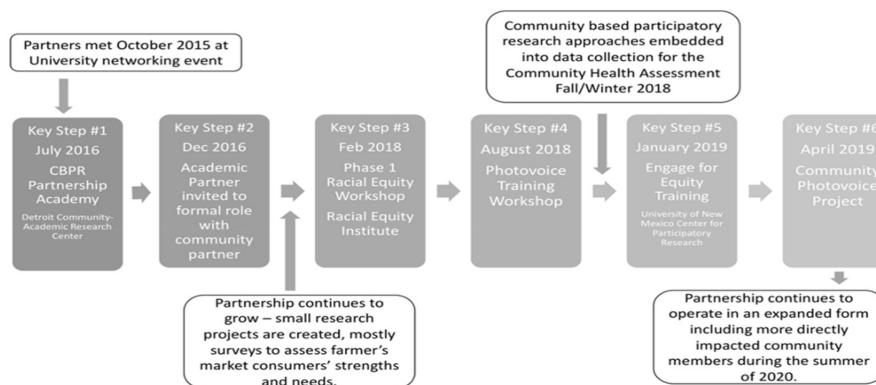 Partners met October 2015 at
University networking event
Community based participatory
research approaches embedded
into data collection for the
Community Health Assessment
Fall/Winter 2018
Key Step #1
July 2016
CBPR
Partnership
Academy
Detroit Community-
Academic Research
Center
Key Step #2
Dec 2016
Academic
Partner
invited to
formal role
with
community
partner
Key Step #3
Feb 2018
Phase 1
Racial Equity
Workshop
Racial Equity
Institute
Key Step #4
August 2018
Photovoice
Training
Workshop
Key Step #5
January 2019
Engage for
Equity
Training
University of New
Mexico Center for
Participatory
Research
Key Step #6
April 2019
Community
Photovoice
Project
Partnership continues to
grow – small research
projects are created, mostly
surveys to assess farmer's
market consumers' strengths
and needs.
Partnership continues to
operate in an expanded form
including more directly
impacted community
members during the summer
of 2020.